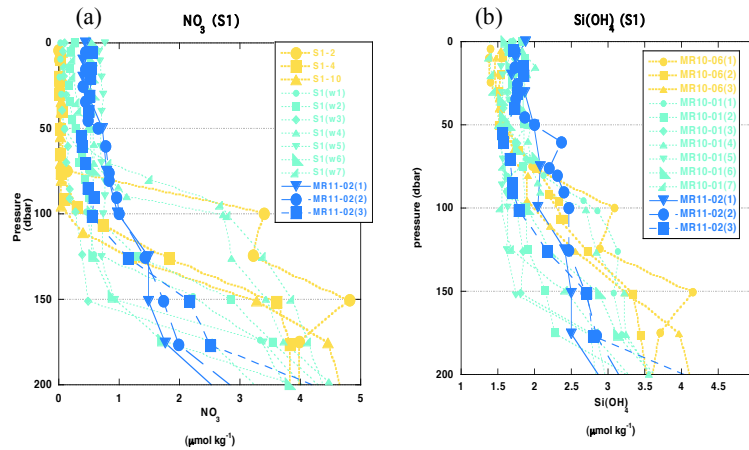 (a)
NO3 (S1)
0
50
100
150
200
Pressure (dbar)
0 1 2 3 4 5
NO3
(μmol kg-1)
S1-2
S1-4
S1-10
S1(w1)
S1(w2)
S1(w3)
S1(w4)
S1(w5)
S1(w6)
S1(w7)
MR11-02(1)
MR11-02(2)
MR11-02(3)
(b)
Si(OH)4 (S1)
0
50
100
150
200
pressure (dbar)
1 1.5 2 2.5 3 3.5 4 4.5
Si(OH)4
(μmol kg-1)
MR10-06(1)
MR10-06(2)
MR10-06(3)
MR10-01(1)
MR10-01(2)
MR10-01(3)
MR10-01(4)
MR10-01(5)
MR10-01(6)
MR10-01(7)
MR11-02(1)
MR11-02(2)
MR11-02(3)